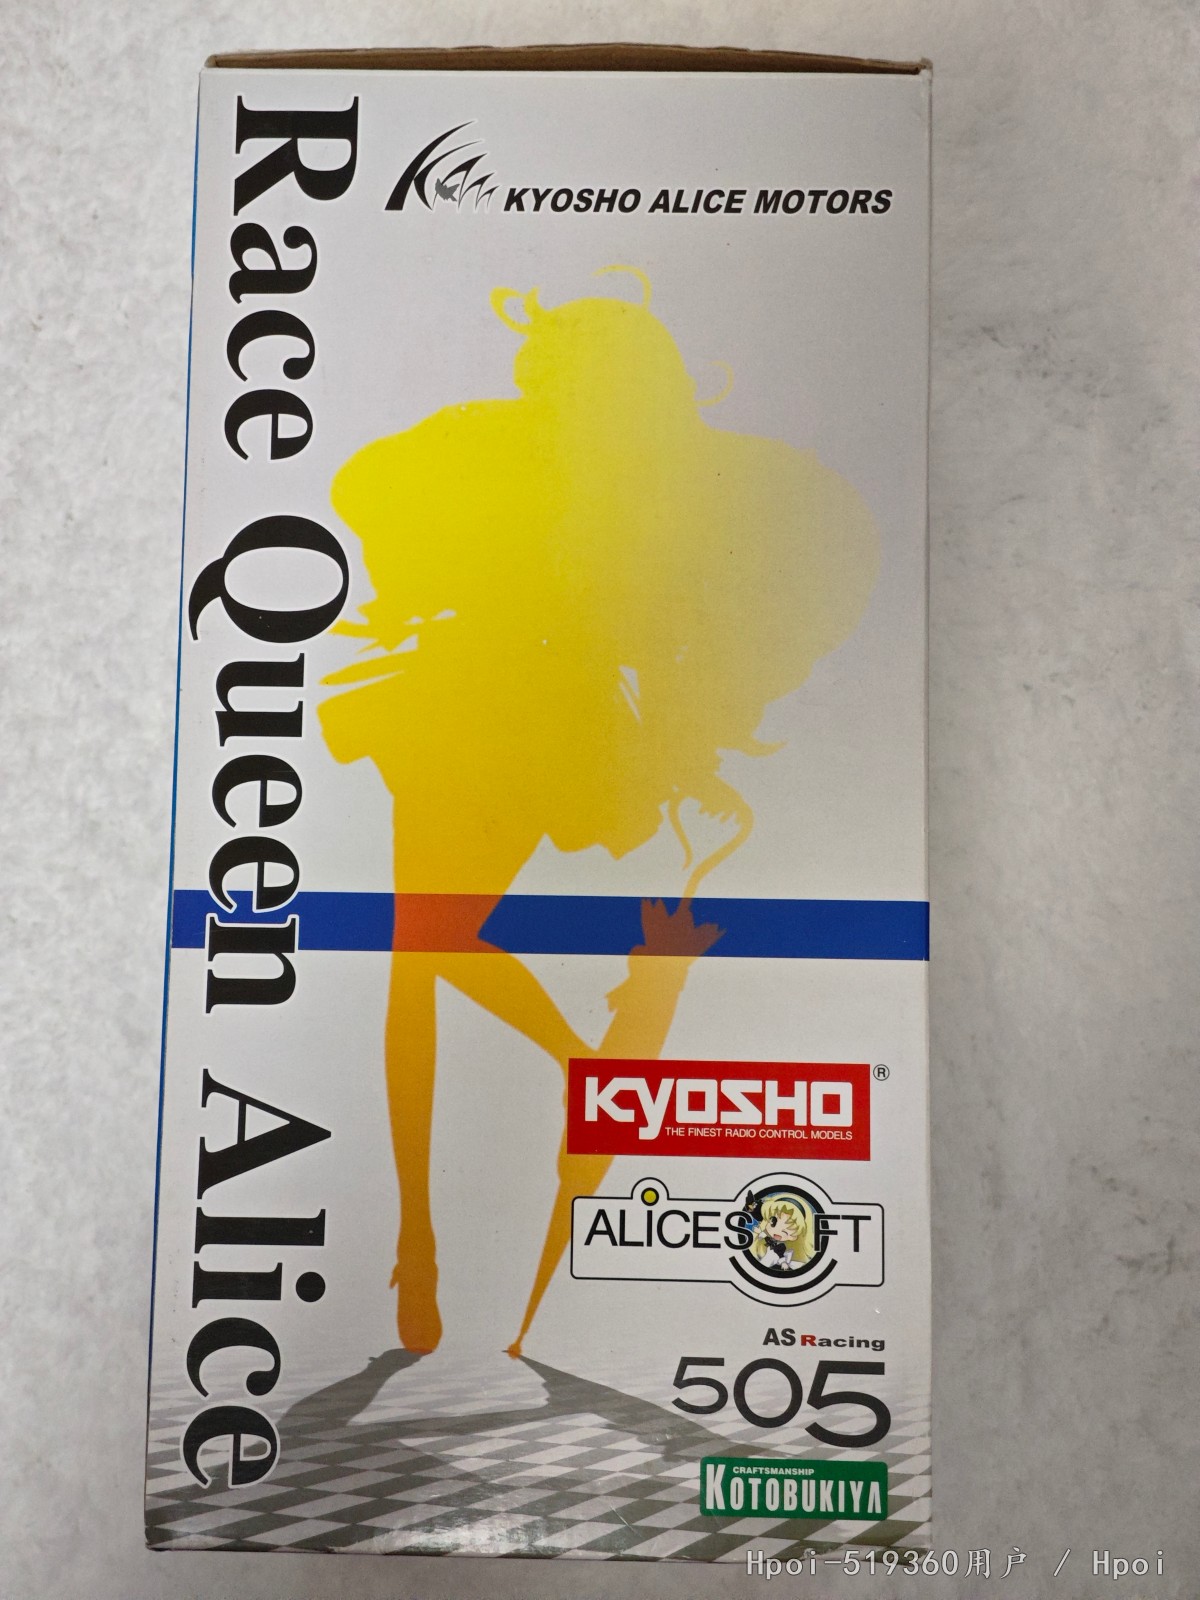 Race Queen Alice
KYOSHO ALICE MOTORS
KYOSHO ®
THE FINEST RADIO CONTROL MODELS
ALICESOFT
AS Racing
505
CRAFTSMANSHIP
KOTOBUKIYA
Hpoi-519360用户 / Hpoi